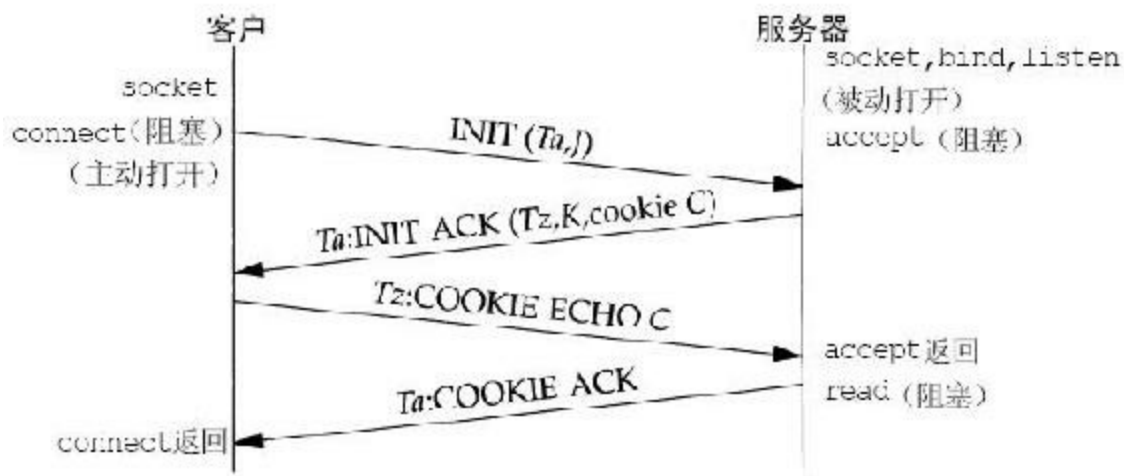 客户
服务器
socket
socket,bind,listen
(被动打开)
connect(阻塞)
INIT (Ta,J)
accept (阻塞)
(主动打开)
Ta:INIT ACK (Tz,K,cookie C)
Tz:COOKIE ECHO C
accept返回
Ta:COOKIE ACK
read (阻塞)
connect返回